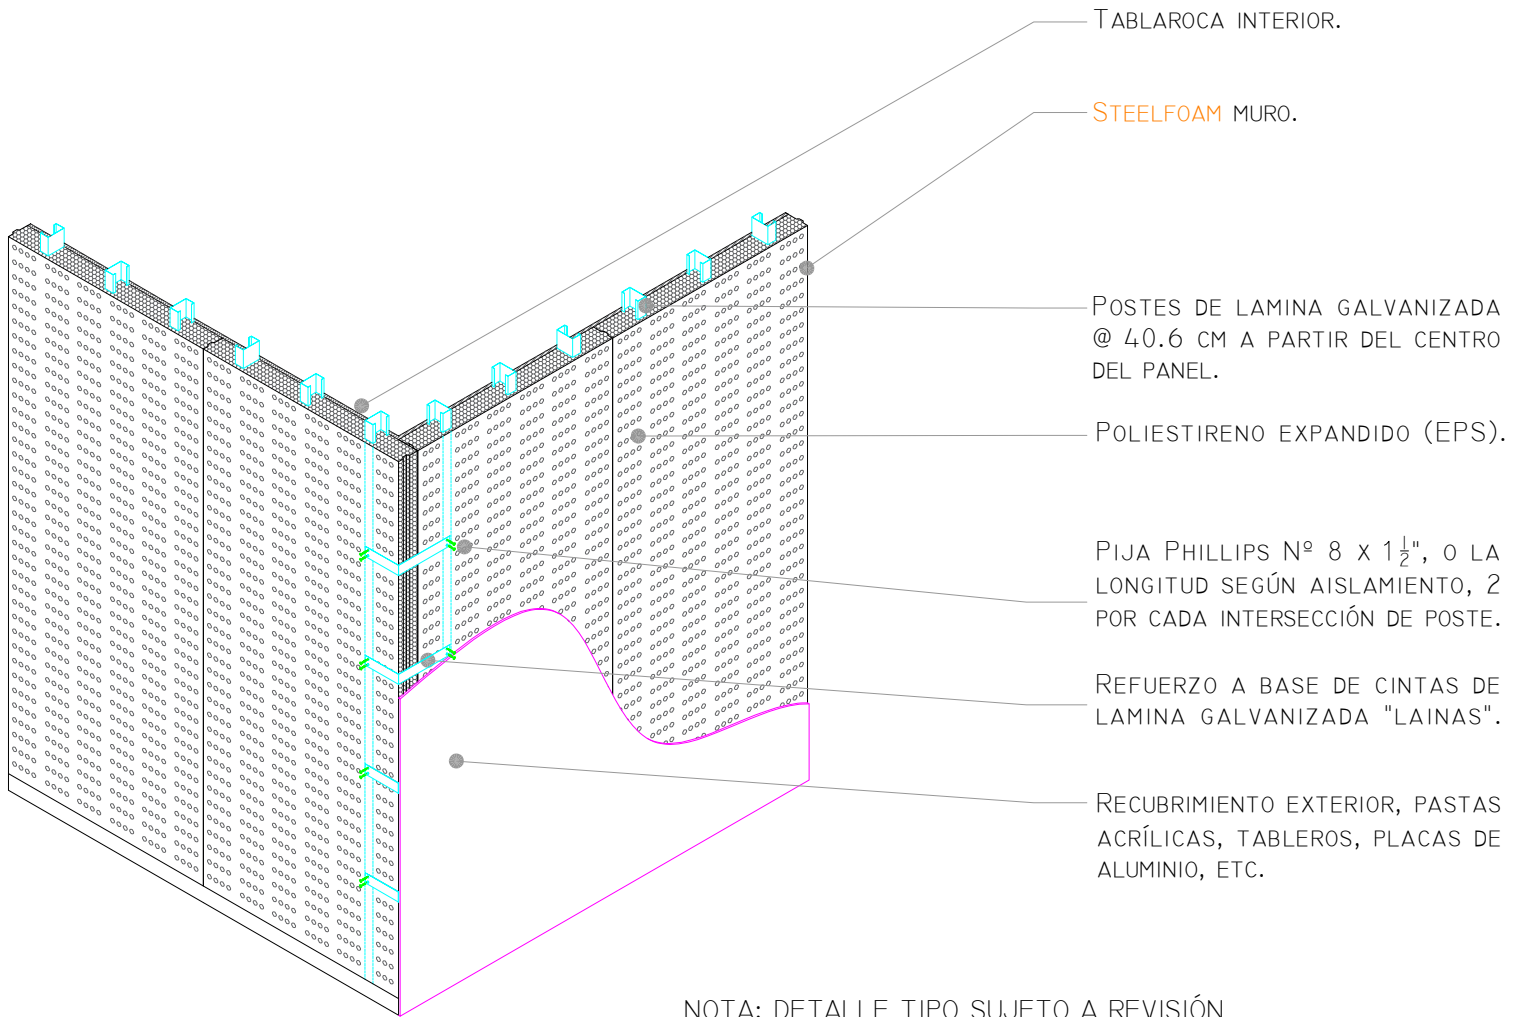 TABLAROCA INTERIOR.
STEELFOAM MURO.
POSTES DE LAMINA GALVANIZADA
@ 40.6 CM A PARTIR DEL CENTRO
DEL PANEL.
POLIESTIRENO EXPANDIDO (EPS).
PIJA PHILLIPS Nº 8 X 1½", O LA
LONGITUD SEGÚN AISLAMIENTO, 2
POR CADA INTERSECCIÓN DE POSTE.
REFUERZO A BASE DE CINTAS DE
LAMINA GALVANIZADA "LAINAS".
RECUBRIMIENTO EXTERIOR, PASTAS
ACRÍLICAS, TABLEROS, PLACAS DE
ALUMINIO, ETC.
NOTA: DETALLE TIPO SUJETO A REVISIÓN